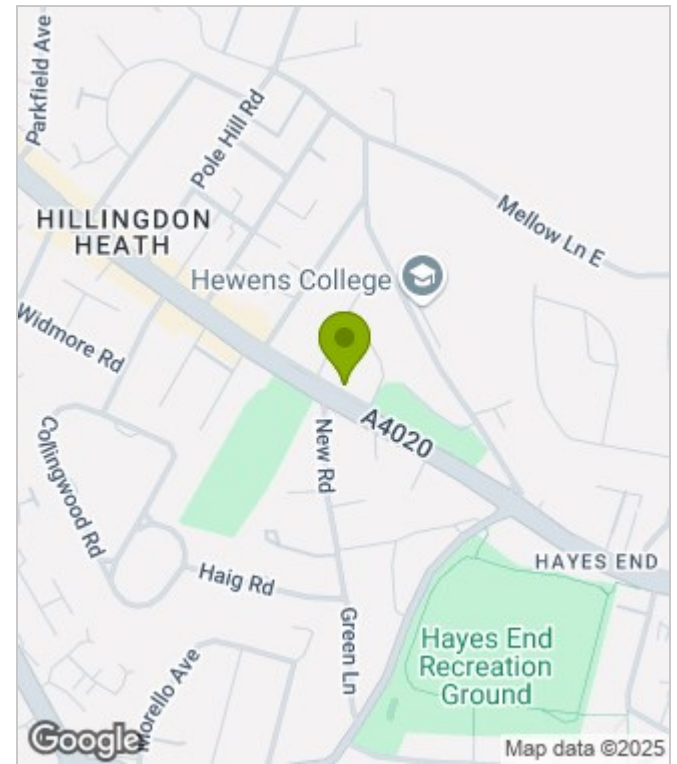 Parkfield Ave
Pole Hill Rd
HILLINGDON
HEATH
Mellow Ln E
Hewens College
Widmore Rd
A4020
New Rd
Collingwood Rd
Haig Rd
HAYES END
Green Ln
Hayes End
Recreation
Ground
Morello Ave
Google
Map data ©2025